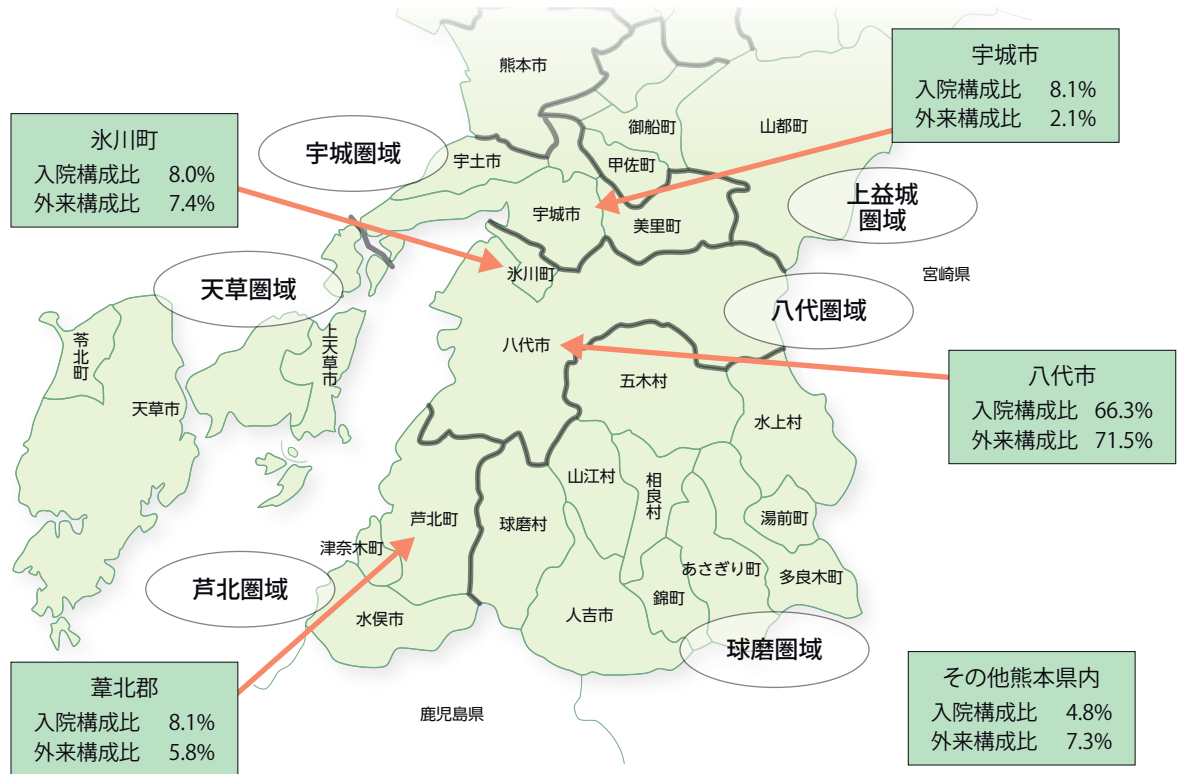 熊本市
宇城市
入院構成比 8.1%
外来構成比 2.1%
御船町
山都町
氷川町
入院構成比 8.0%
外来構成比 7.4%
宇城圏域
宇土市
甲佐町
上益城
圏域
宇城市
美里町
氷川町
宮崎県
天草圏域
八代圏域
苓北町
上天草市
八代市
天草市
五木村
八代市
入院構成比 66.3%
外来構成比 71.5%
水上村
山江村
相良村
湯前町
芦北町
球磨村
津奈木町
あさぎり町
多良木町
芦北圏域
錦町
水俣市
人吉市
球磨圏域
葦北郡
入院構成比 8.1%
外来構成比 5.8%
鹿児島県
その他熊本県内
入院構成比 4.8%
外来構成比 7.3%